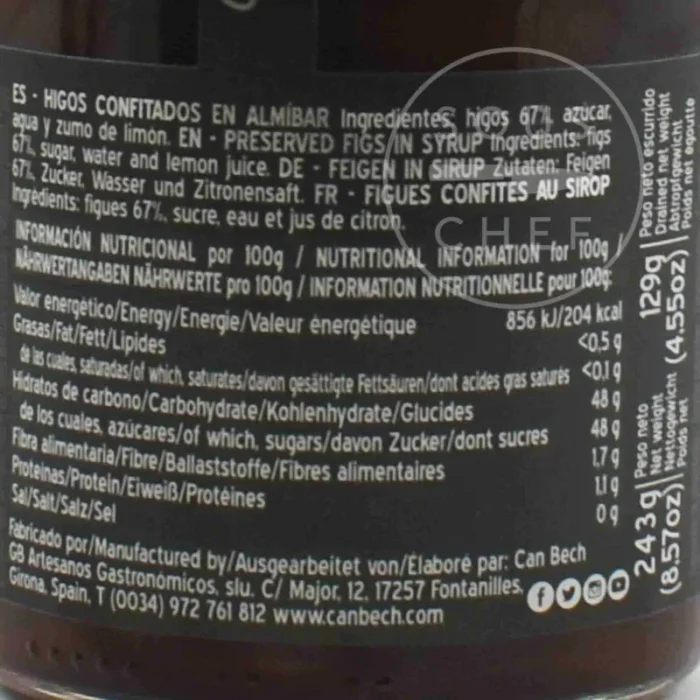 ES - HIGOS CONFITADOS EN ALMÍBAR Ingredientes: higos 67% azúcar,
agua y zumo de limón. EN - PRESERVED FIGS IN SYRUP Ingredients: figs
67%, sugar, water and lemon juice. DE - FEIGEN IN SIRUP Zutaten: Feigen
67%, Zucker, Wasser und Zitronensaft. FR - FIGUES CONFITES AU SIROP
Ingrédients: figues 67%, sucre, eau et jus de citron.
INFORMACIÓN NUTRICIONAL por 100g / NUTRITIONAL INFORMATION for 100g /
NÄHRWERTANGABEN NÄHRWERTE pro 100g / INFORMATION NUTRITIONNELLE pour 100g:
Valor energético/Energy/Energie/Valeur énergétique 856 kJ/204 kcal
Grasas/Fat/Fett/Lipides <0,5 g
de las cuales, saturadas/of which, saturates/davon gesättigte Fettsäuren/dont acides gras saturés <0,1 g
Hidratos de carbono/Carbohydrate/Kohlenhydrate/Glucides 48 g
de los cuales, azúcares/of which, sugars/davon Zucker/dont sucres 48 g
Fibra alimentaria/Fibre/Ballaststoffe/Fibres alimentaires 1,7 g
Proteínas/Protein/Eiweiß/Protéines 1,1 g
Sal/Salt/Salz/Sel 0 g
Fabricado por/Manufactured by/Ausgearbeitet von/Élaboré par: Can Bech
GB Artesanos Gastronómicos, slu. C/ Major, 12, 17257 Fontanilles,
Girona, Spain, T (0034) 972 761 812 www.canbech.com
243g
(8.57oz)
Peso neto
Net weight
Nettogewicht
Poids net
129g
(4.55oz)
Peso neto escurrido
Drained net weight
Abtropfgewicht
Poids net égoutté
SOUS
CHEF